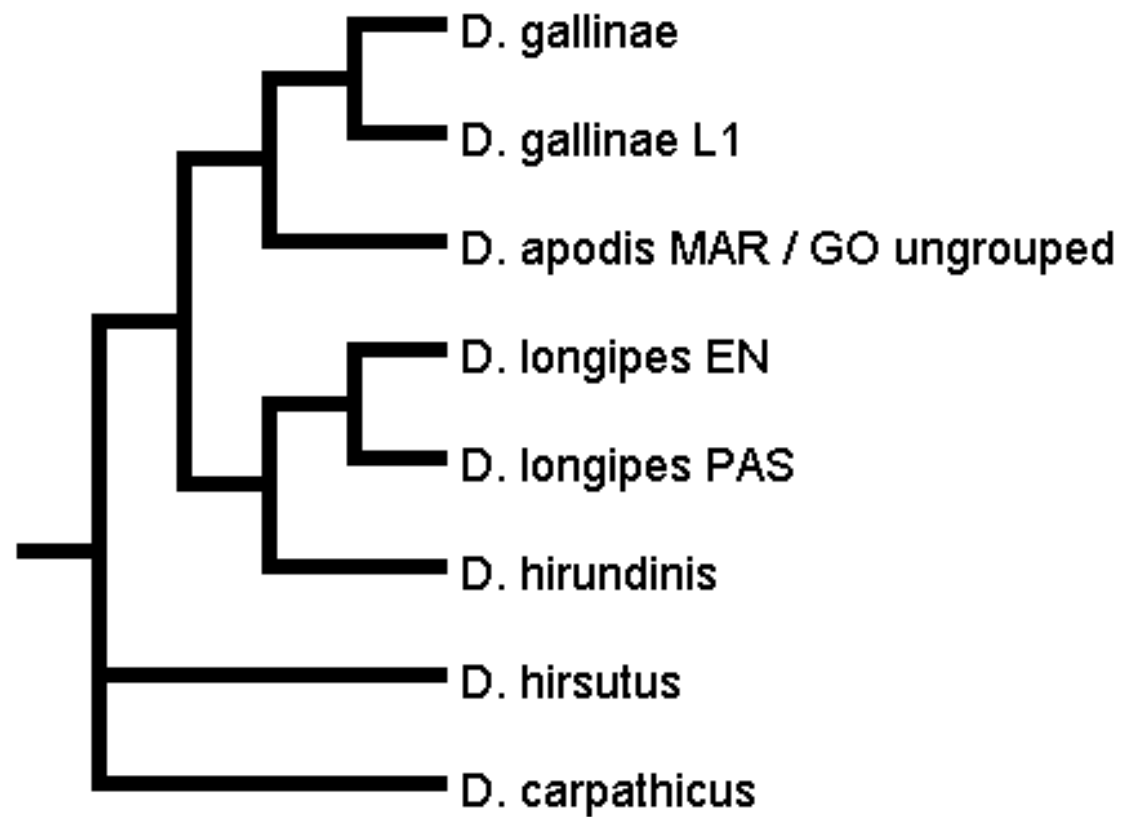 D. gallinae
D. gallinae L1
D. apodis MAR / GO ungrouped
D. longipes EN
D. longipes PAS
D. hirundinis
D. hirsutus
D. carpathicus